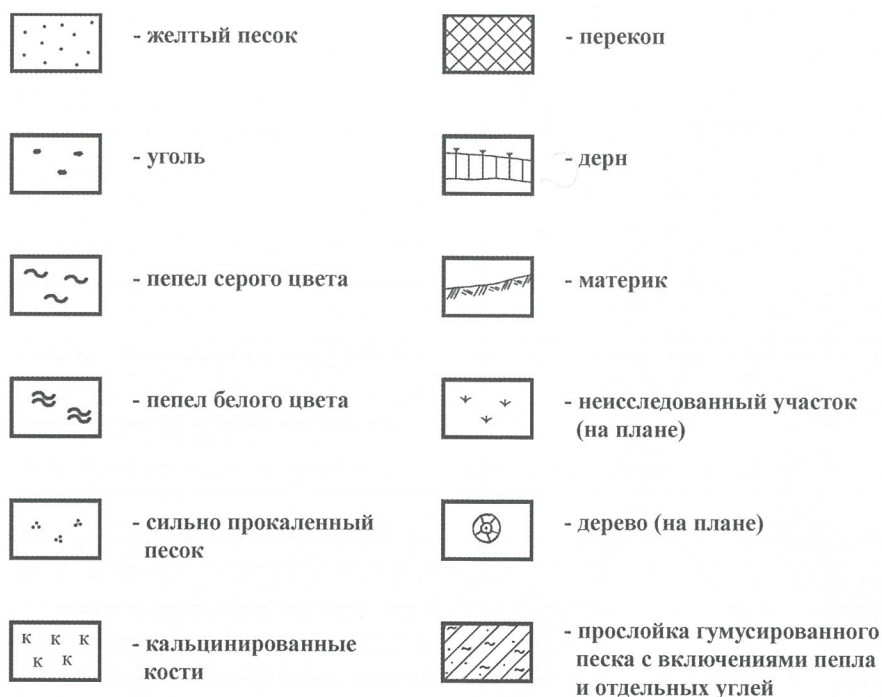 - желтый песок
- уголь
- пепел серого цвета
- пепел белого цвета
- сильно прокаленный
песок
К К К
К К
- кальцинированные
кости
- перекоп
- дерн
- материк
- неисследованный участок
(на плане)
- дерево (на плане)
- прослойка гумусированного
песка с включениями пепла
и отдельных углей